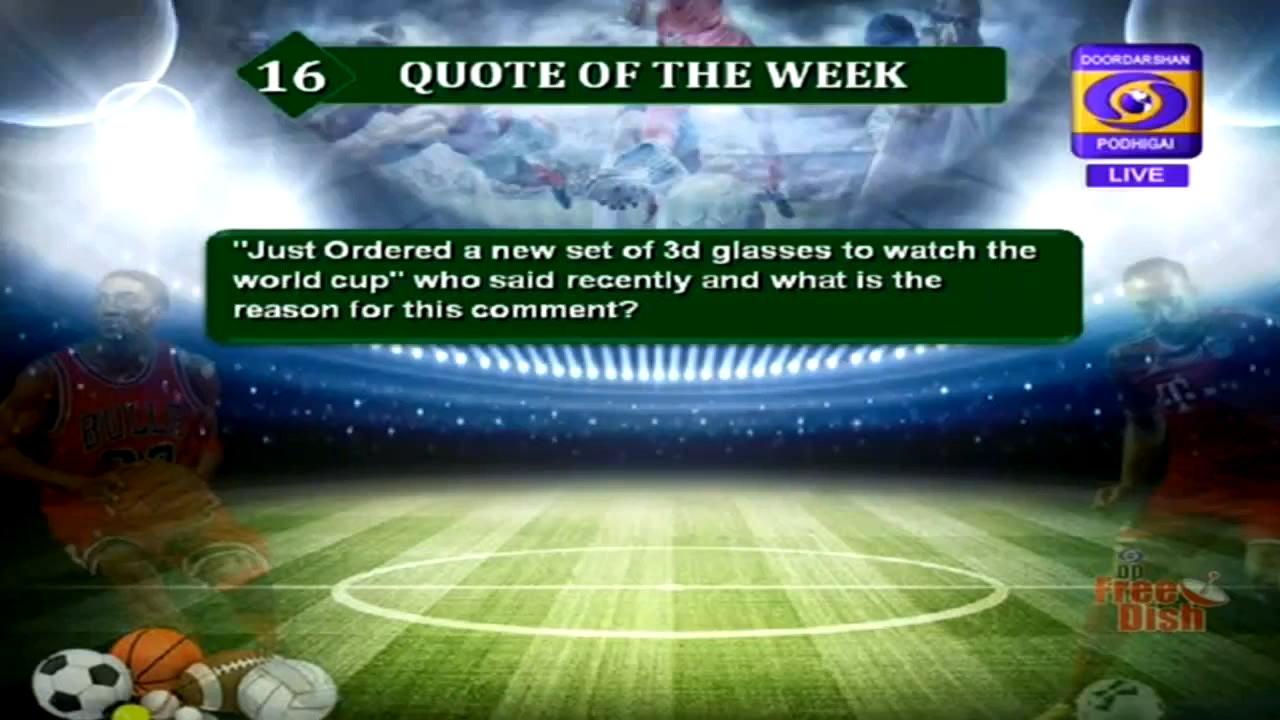 16 QUOTE OF THE WEEK
DOORDARSHAN
PODHIGAI
LIVE
"Just Ordered a new set of 3d glasses to watch the
world cup" who said recently and what is the
reason for this comment?
BULLS
T
DD
Free
Dish